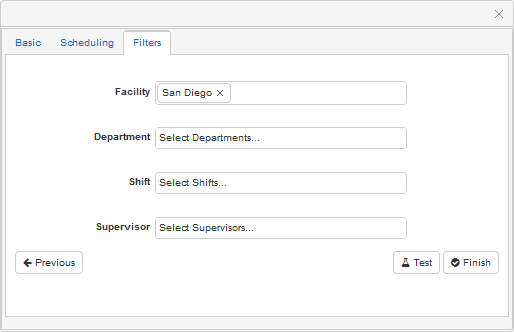 Basic Scheduling Filters
Facility San Diego ×
Department Select Departments...
Shift Select Shifts...
Supervisor Select Supervisors...
Previous Test Finish